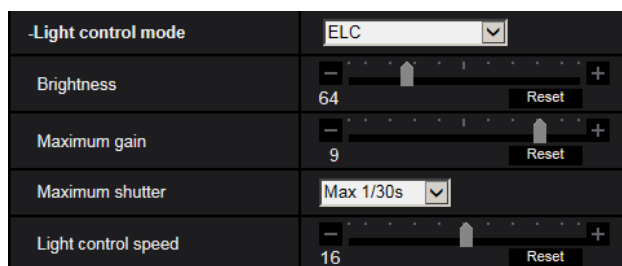 -Light control mode ELC
Brightness 64 Reset
Maximum gain 9 Reset
Maximum shutter Max 1/30s
Light control speed 16 Reset